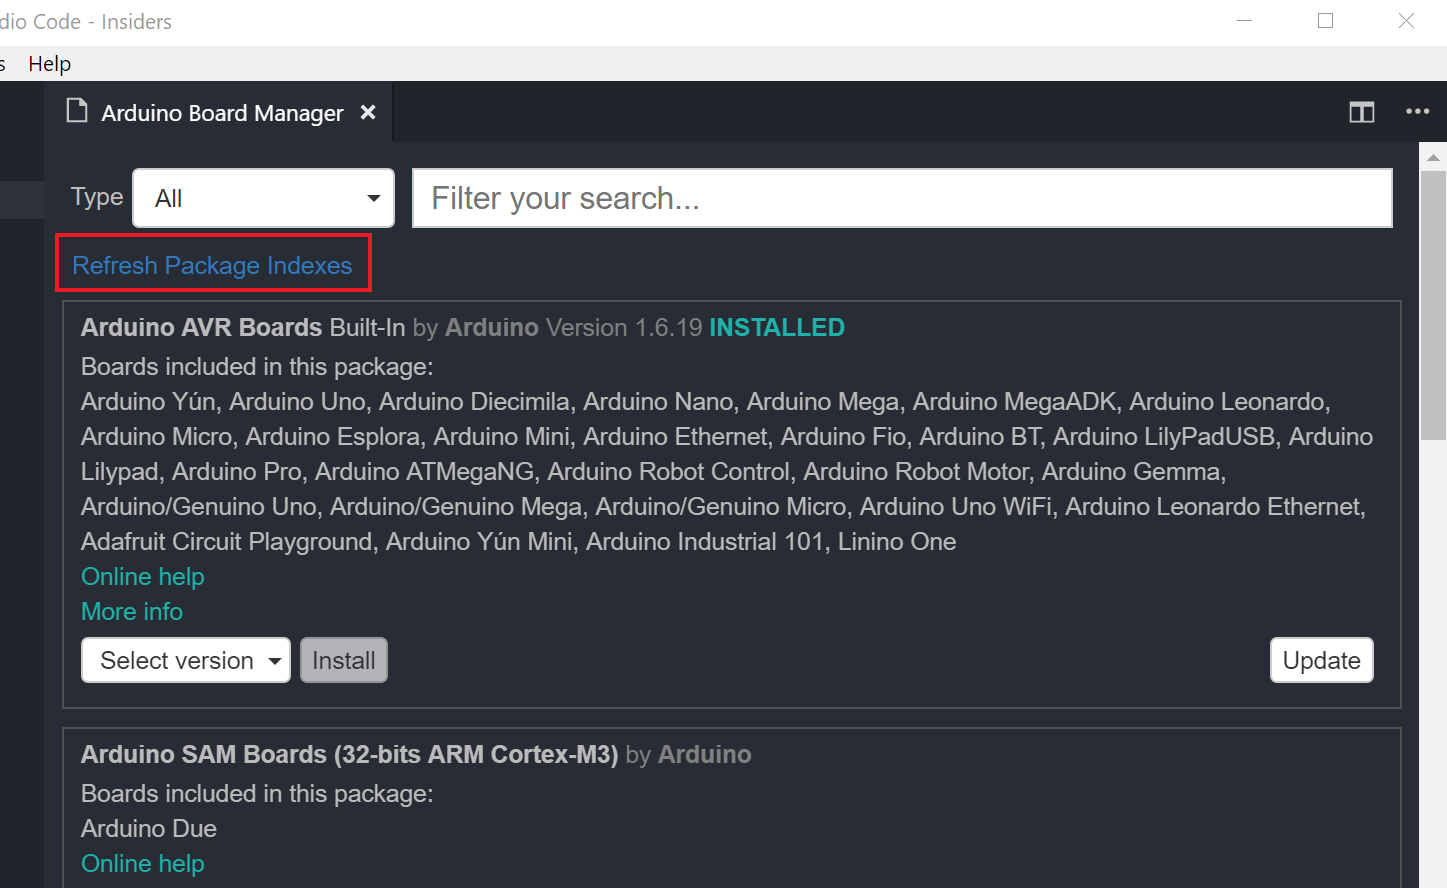 dio Code - Insiders
s Help
Arduino Board Manager
Type All Filter your search...
Refresh Package Indexes
Arduino AVR Boards Built-In by Arduino Version 1.6.19 INSTALLED
Boards included in this package:
Arduino Yún, Arduino Uno, Arduino Diecimila, Arduino Nano, Arduino Mega, Arduino MegaADK, Arduino Leonardo,
Arduino Micro, Arduino Esplora, Arduino Mini, Arduino Ethernet, Arduino Fio, Arduino BT, Arduino LilyPadUSB, Arduino
Lilypad, Arduino Pro, Arduino ATMegaNG, Arduino Robot Control, Arduino Robot Motor, Arduino Gemma,
Arduino/Genuino Uno, Arduino/Genuino Mega, Arduino/Genuino Micro, Arduino Uno WiFi, Arduino Leonardo Ethernet,
Adafruit Circuit Playground, Arduino Yún Mini, Arduino Industrial 101, Linino One
Online help
More info
Select version Install Update
Arduino SAM Boards (32-bits ARM Cortex-M3) by Arduino
Boards included in this package:
Arduino Due
Online help